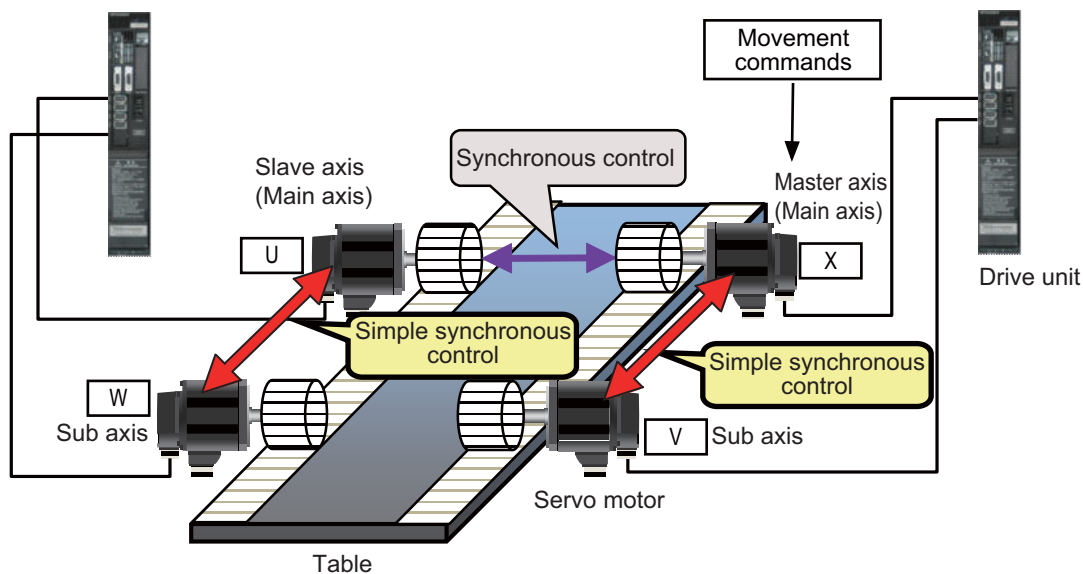 Movement
commands
Synchronous control
Slave axis
(Main axis)
Master axis
(Main axis)
U
X
Drive unit
Simple synchronous
control
Simple synchronous
control
W
Sub axis
V
Sub axis
Servo motor
Table